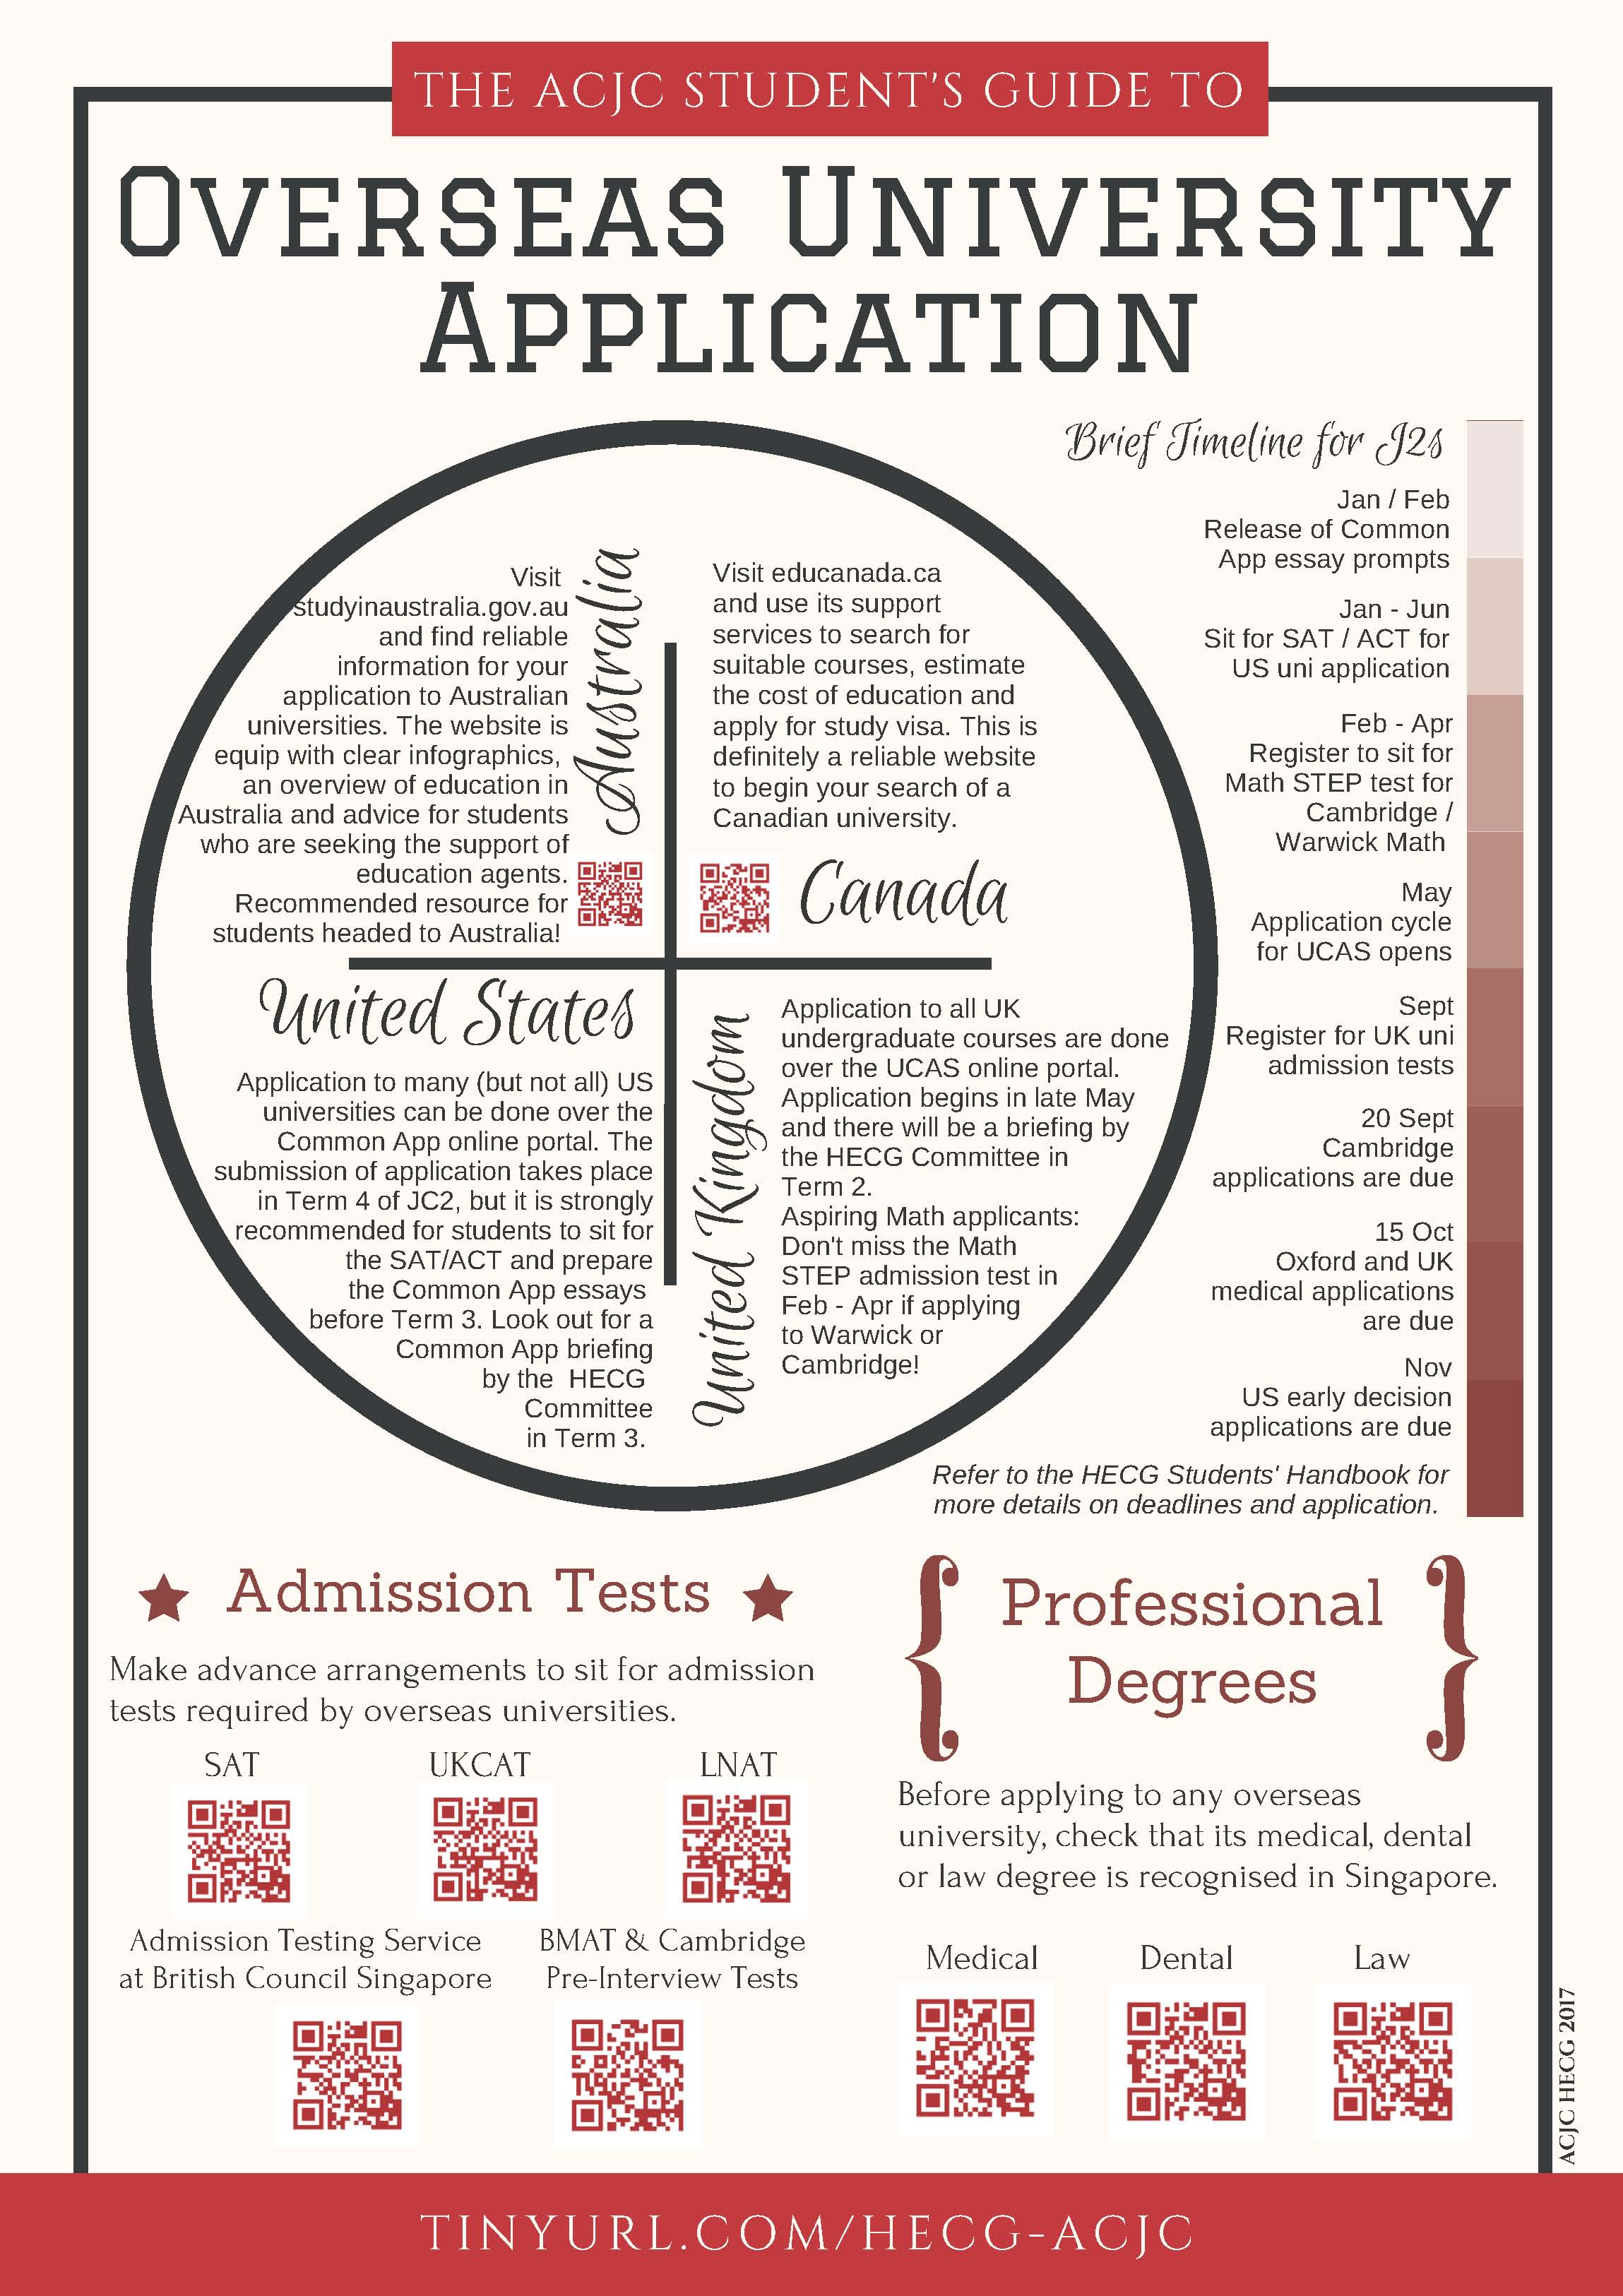 THE ACJC STUDENT'S GUIDE TO
OVERSEAS UNIVERSITY
APPLICATION
Visit
studyinaustralia.gov.au
and find reliable
information for your
application to Australian
universities. The website is
equip with clear infographics,
an overview of education in
Australia and advice for students
who are seeking the support of
education agents.
Recommended resource for
students headed to Australia!
Australia
Visit educanada.ca
and use its support
services to search for
suitable courses, estimate
the cost of education and
apply for study visa. This is
definitely a reliable website
to begin your search of a
Canadian university.
Canada
United States
Application to many (but not all) US
universities can be done over the
Common App online portal. The
submission of application takes place
in Term 4 of JC2, but it is strongly
recommended for students to sit for
the SAT/ACT and prepare
the Common App essays
before Term 3. Look out for a
Common App briefing
by the HECG
Committee
in Term 3.
United Kingdom
Application to all UK
undergraduate courses are done
over the UCAS online portal.
Application begins in late May
and there will be a briefing by
the HECG Committee in
Term 2.
Aspiring Math applicants:
Don't miss the Math
STEP admission test in
Feb - Apr if applying
to Warwick or
Cambridge!
Brief Timeline for J2s
Jan / Feb
Release of Common
App essay prompts
Jan - Jun
Sit for SAT / ACT for
US uni application
Feb - Apr
Register to sit for
Math STEP test for
Cambridge /
Warwick Math
May
Application cycle
for UCAS opens
Sept
Register for UK uni
admission tests
20 Sept
Cambridge
applications are due
15 Oct
Oxford and UK
medical applications
are due
Nov
US early decision
applications are due
Refer to the HECG Students' Handbook for
more details on deadlines and application.
Admission Tests
Make advance arrangements to sit for admission
tests required by overseas universities.
SAT
UKCAT
LNAT
Admission Testing Service
at British Council Singapore
BMAT & Cambridge
Pre-Interview Tests
Professional
Degrees
Before applying to any overseas
university, check that its medical, dental
or law degree is recognised in Singapore.
Medical
Dental
Law
ACJC HECG 2017
TINYURL.COM/HECG-ACJC